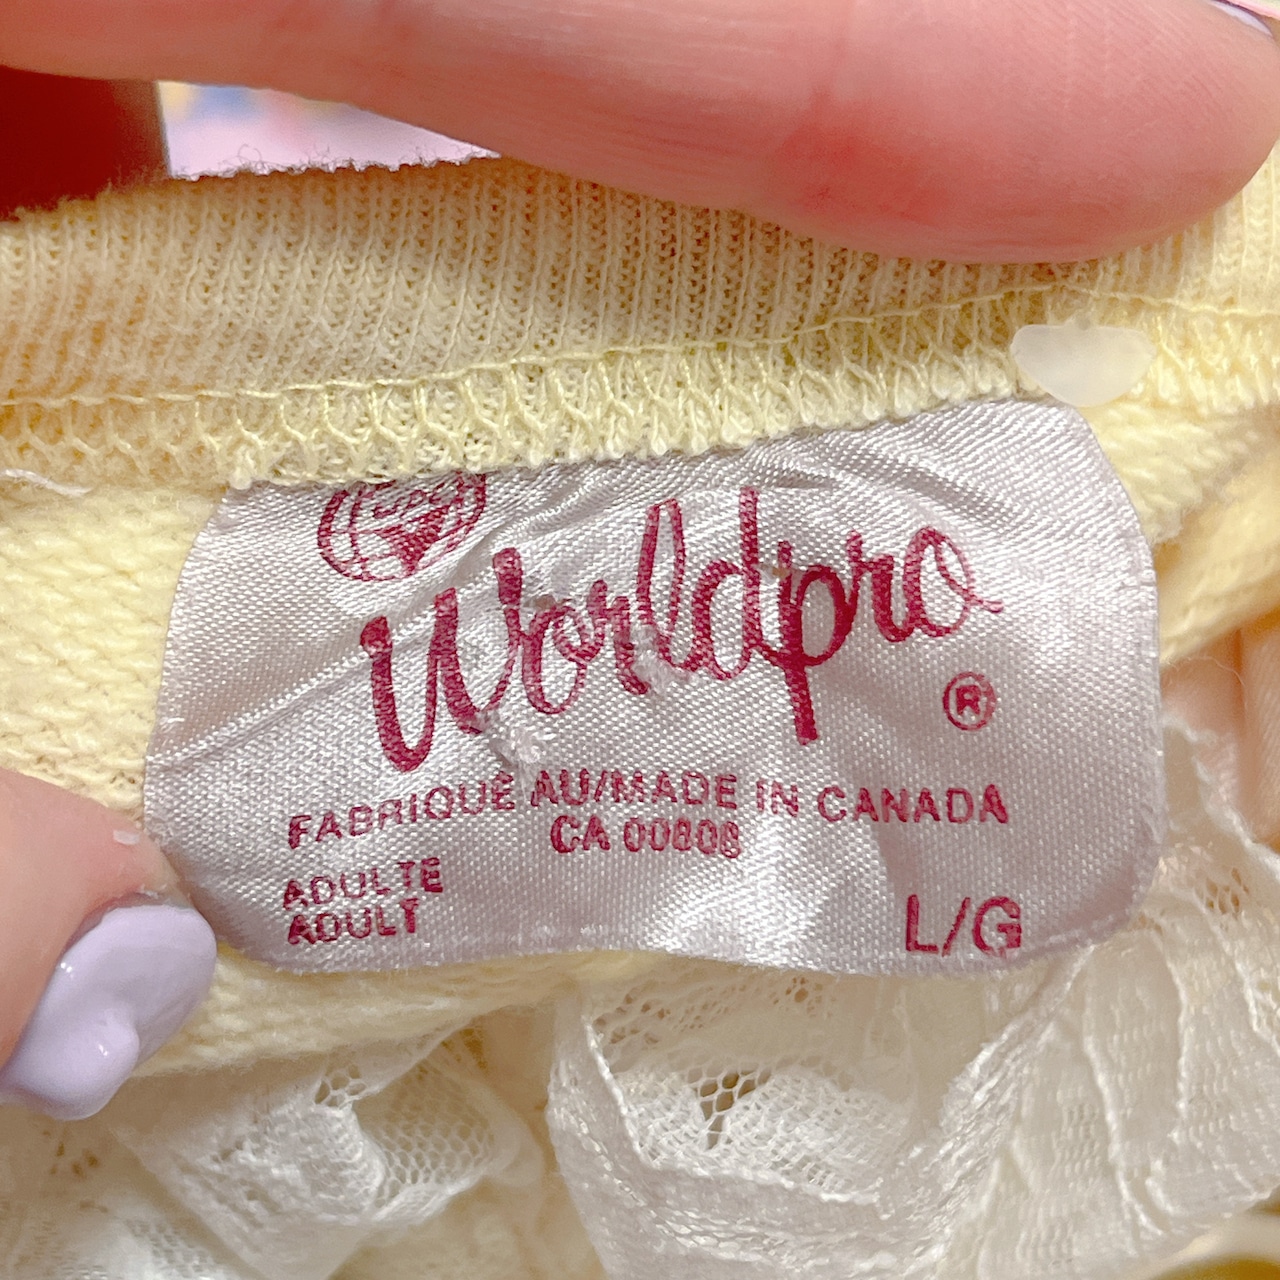 Worldpro
®
FABRIQUÉ AU/MADE IN CANADA
CA 00808
ADULTE
ADULT
L/G